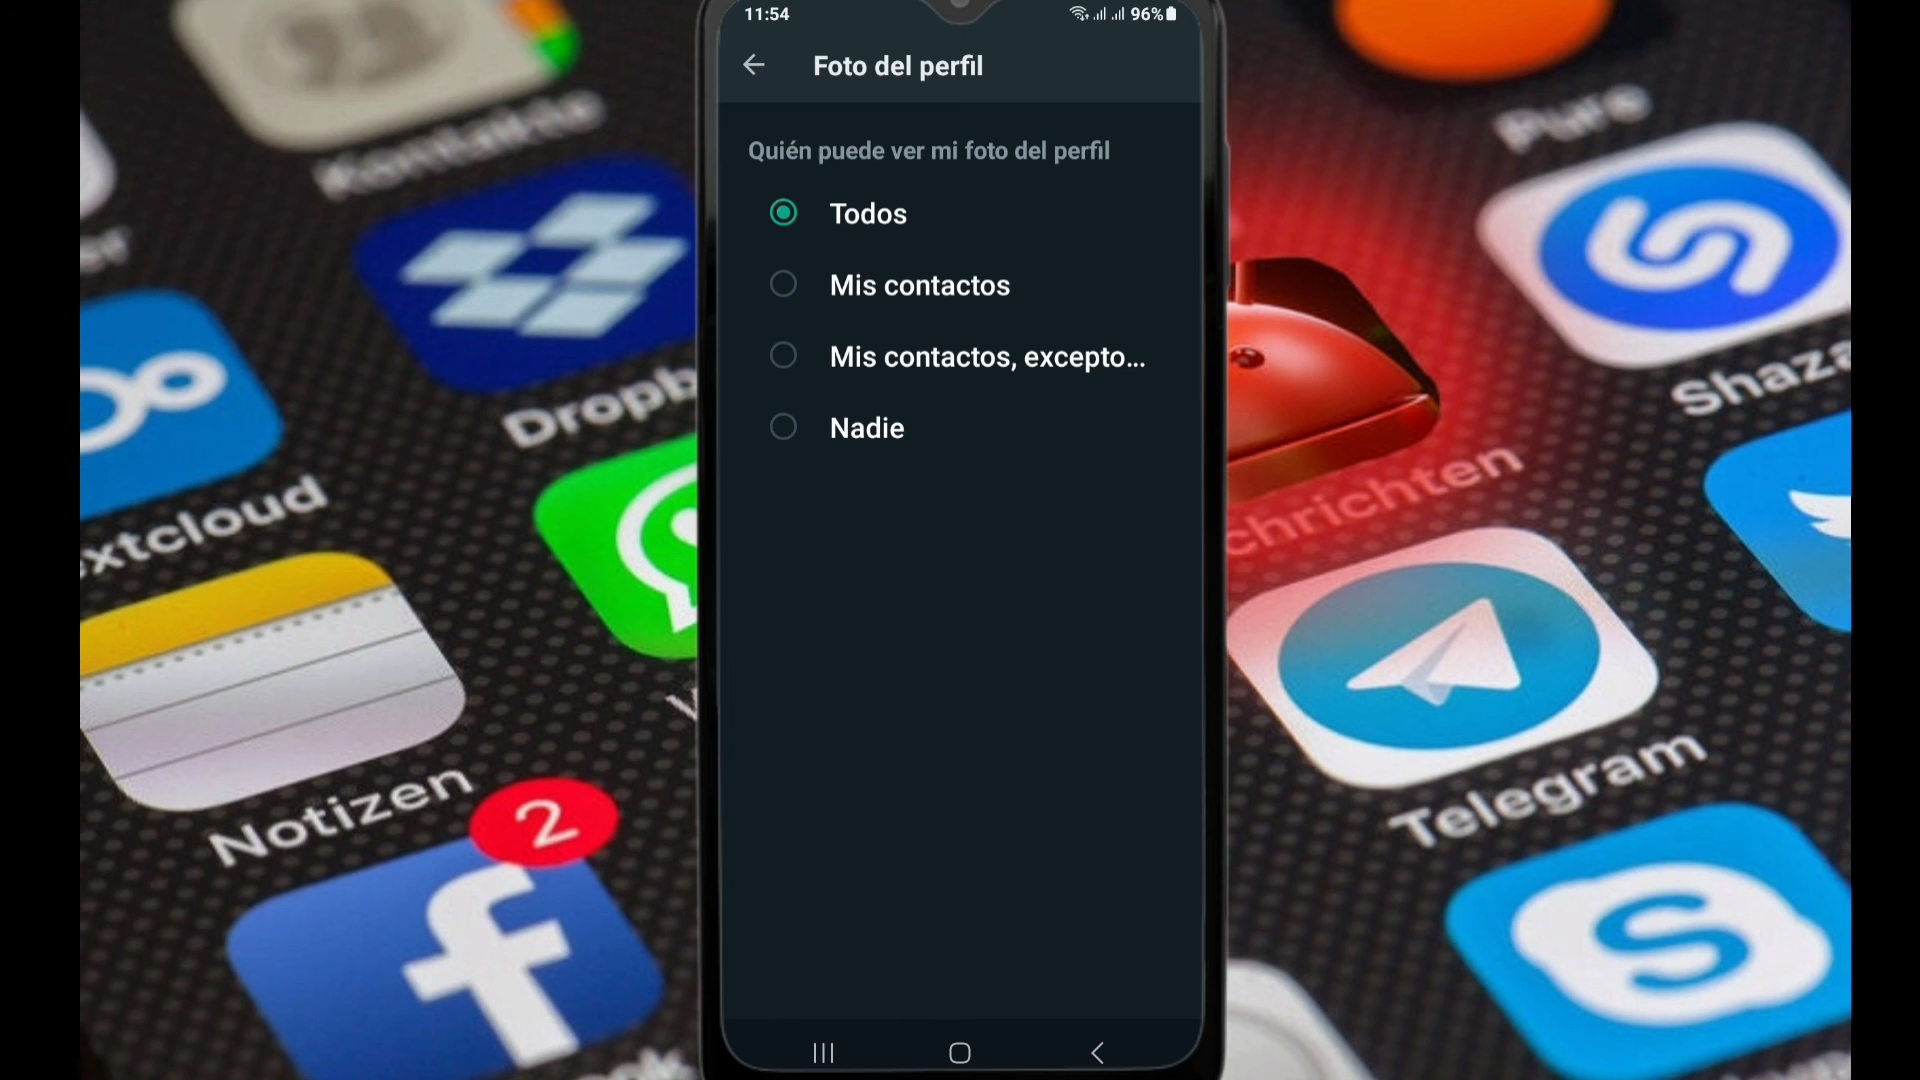 11:54
96%
Foto del perfil
Quién puede ver mi foto del perfil
Todos
Mis contactos
Mis contactos, excepto...
Nadie
Kontakte
Pure
Dropb
Shaza
xtcloud
chrichten
Notizen
Telegram
2